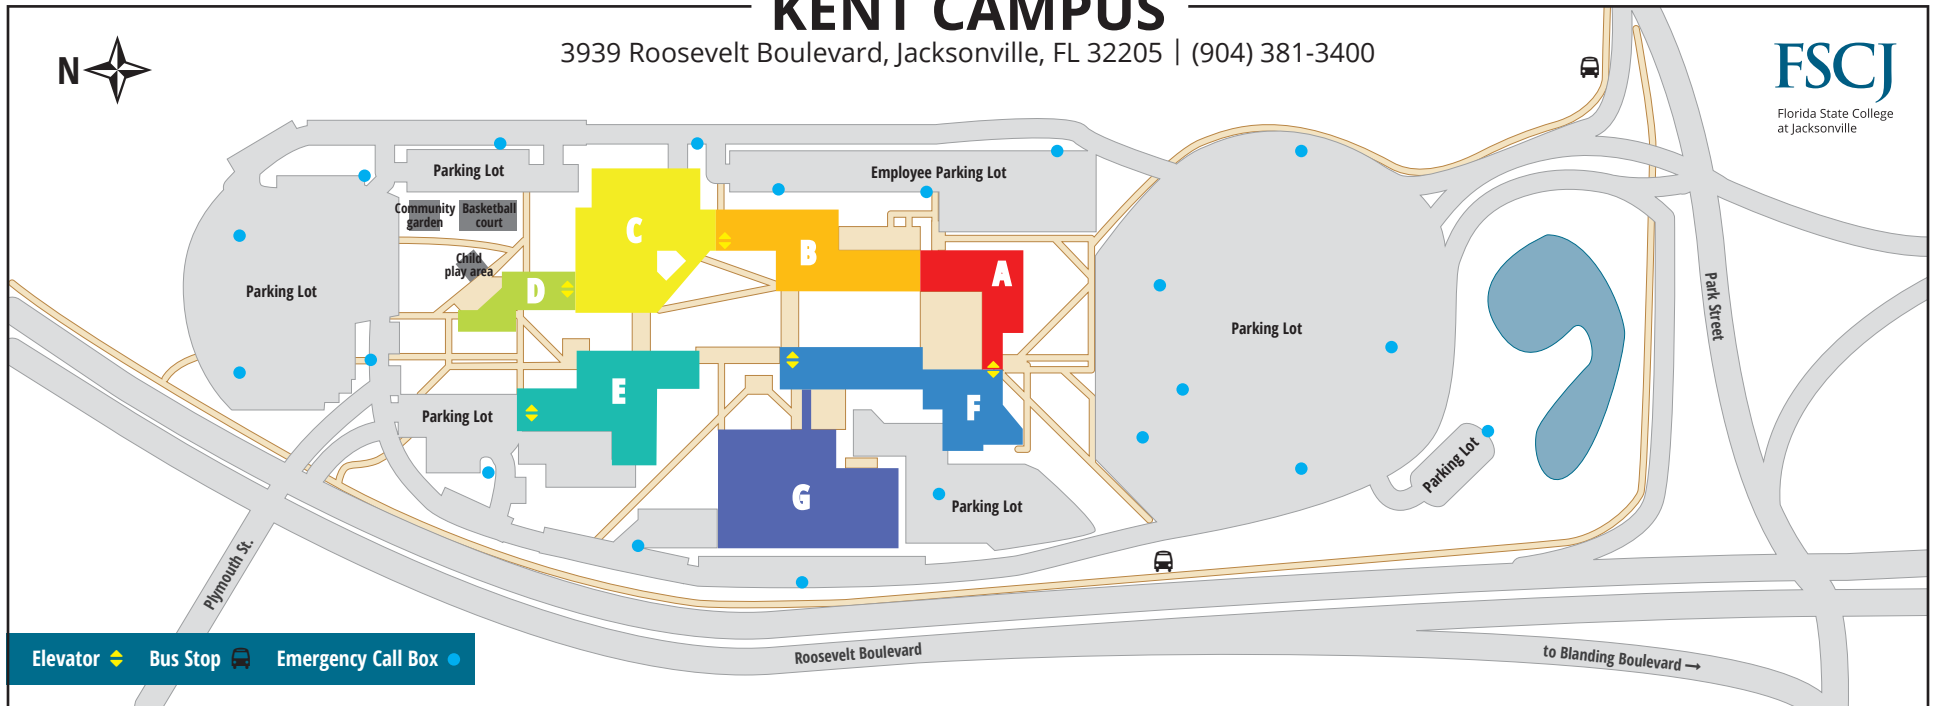 KENT CAMPUS
3939 Roosevelt Boulevard, Jacksonville, FL 32205 | (904) 381-3400
N
FSCJ
Florida State College
at Jacksonville
Parking Lot
Employee Parking Lot
Community
garden
Basketball
court
Child
play area
C
B
A
D
Parking Lot
Parking Lot
Park Street
E
F
Parking Lot
Parking Lot
G
Parking Lot
Plymouth St.
Roosevelt Boulevard
to Blanding Boulevard →
Elevator
Bus Stop
Emergency Call Box